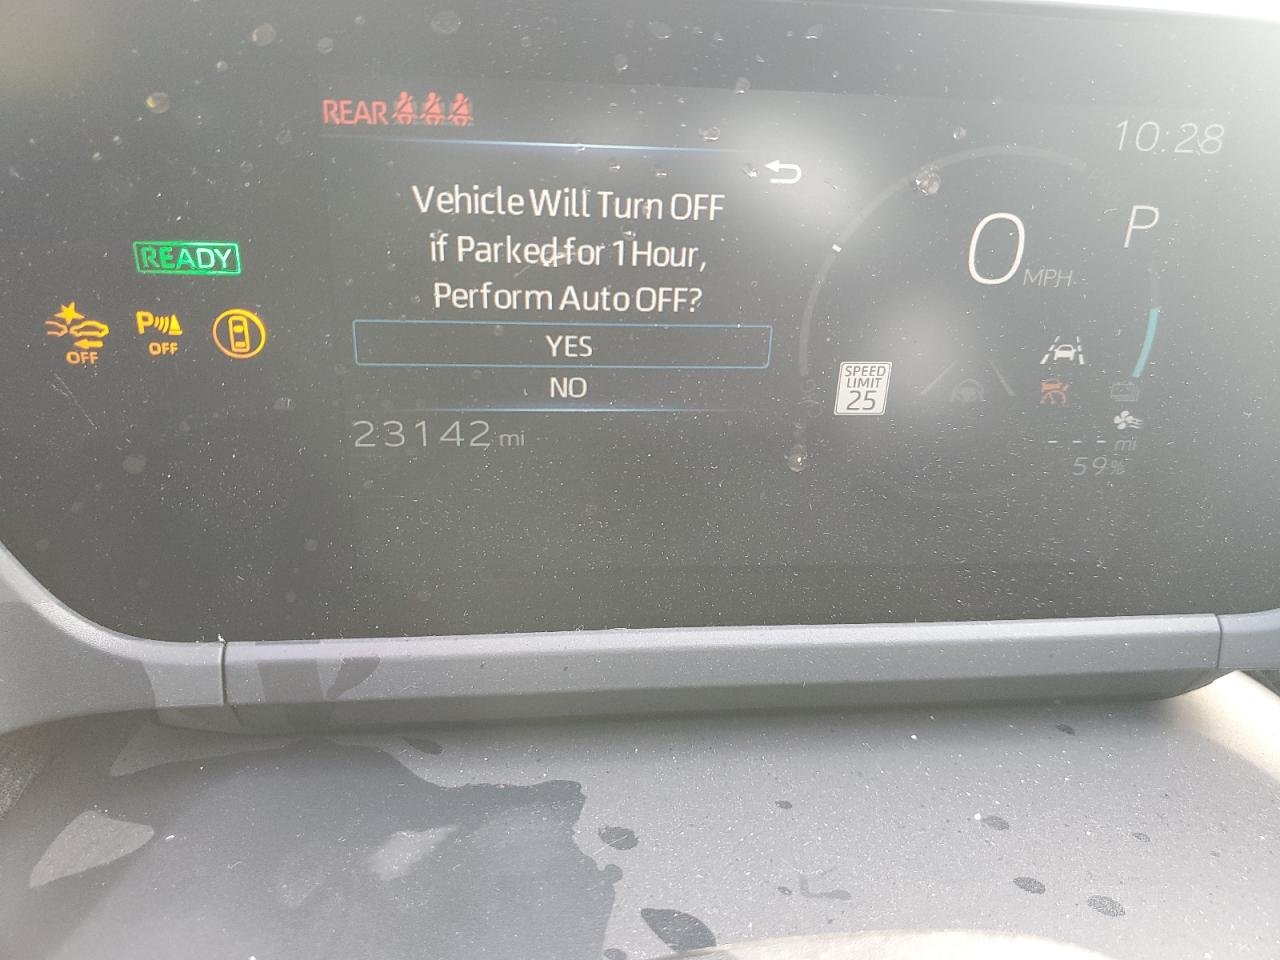 REAR
10:28
Vehicle Will Turn OFF
if Parked for 1 Hour,
Perform Auto OFF?
YES
NO
READY
OFF
P
OFF
0 MPH
P
SPEED
LIMIT
25
23142 mi
- - - mi
59%